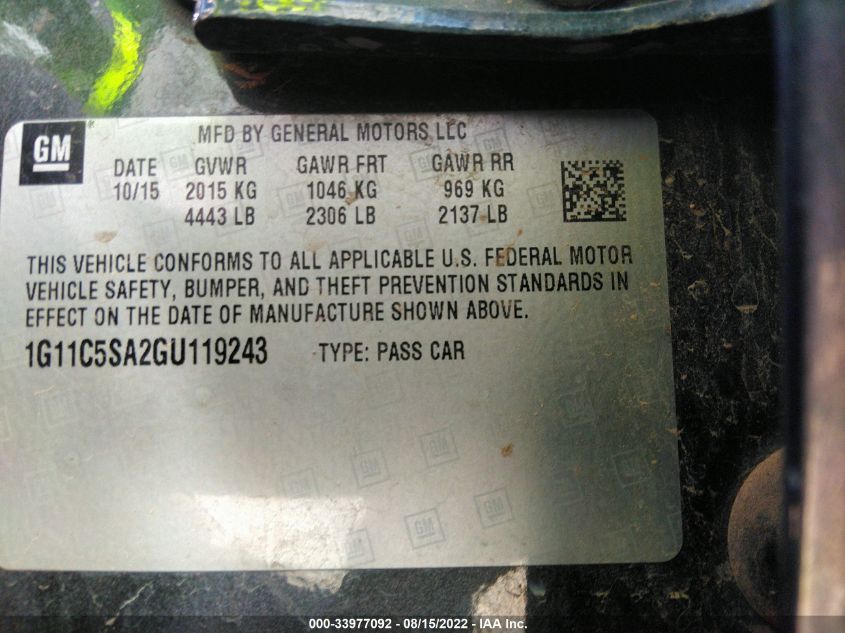 GM
MFD BY GENERAL MOTORS LLC
DATE GVWR GAWR FRT GAWR RR
10/15 2015 KG 1046 KG 969 KG
4443 LB 2306 LB 2137 LB
THIS VEHICLE CONFORMS TO ALL APPLICABLE U.S. FEDERAL MOTOR
VEHICLE SAFETY, BUMPER, AND THEFT PREVENTION STANDARDS IN
EFFECT ON THE DATE OF MANUFACTURE SHOWN ABOVE.
1G11C5SA2GU119243 TYPE: PASS CAR
000-33977092 - 08/15/2022 - IAA Inc.